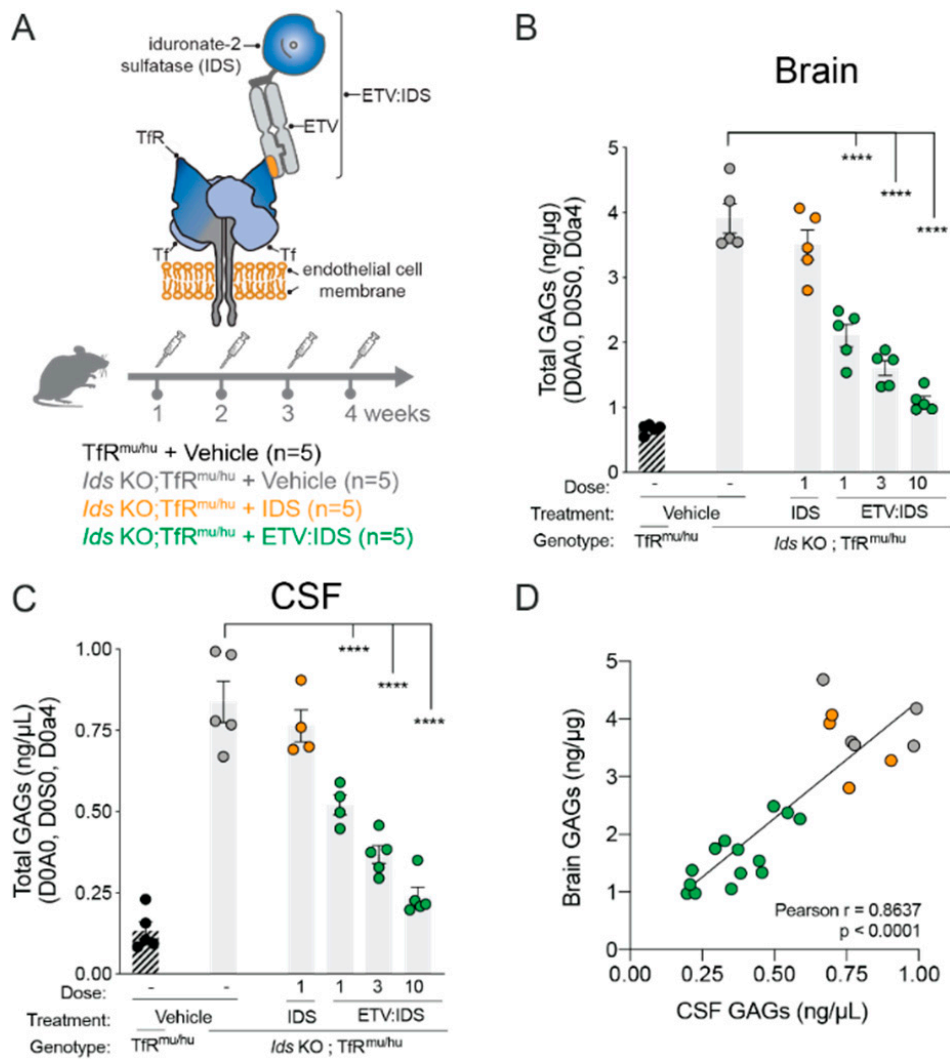 A
iduronate-2
sulfatase (IDS)
ETV:IDS
ETV
TfR
Tf
Tf
endothelial cell
membrane
1 2 3 4 weeks
TfRmu/hu + Vehicle (n=5)
Ids KO;TfRmu/hu + Vehicle (n=5)
Ids KO;TfRmu/hu + IDS (n=5)
Ids KO;TfRmu/hu + ETV:IDS (n=5)
B
Brain
Total GAGs (ng/µg)
(D0A0, D0S0, D0a4)
5
4
3
2
1
0
****
****
****
Dose: - - 1 1 3 10
Treatment: Vehicle IDS ETV:IDS
Genotype: TfRmu/hu Ids KO ; TfRmu/hu
C
CSF
Total GAGs (ng/µL)
(D0A0, D0S0, D0a4)
1.00
0.75
0.50
0.25
0.00
****
****
****
Dose: - - 1 1 3 10
Treatment: Vehicle IDS ETV:IDS
Genotype: TfRmu/hu Ids KO ; TfRmu/hu
D
Brain GAGs (ng/µg)
5
4
3
2
1
0
Pearson r = 0.8637
p < 0.0001
0.00 0.25 0.50 0.75 1.00
CSF GAGs (ng/µL)